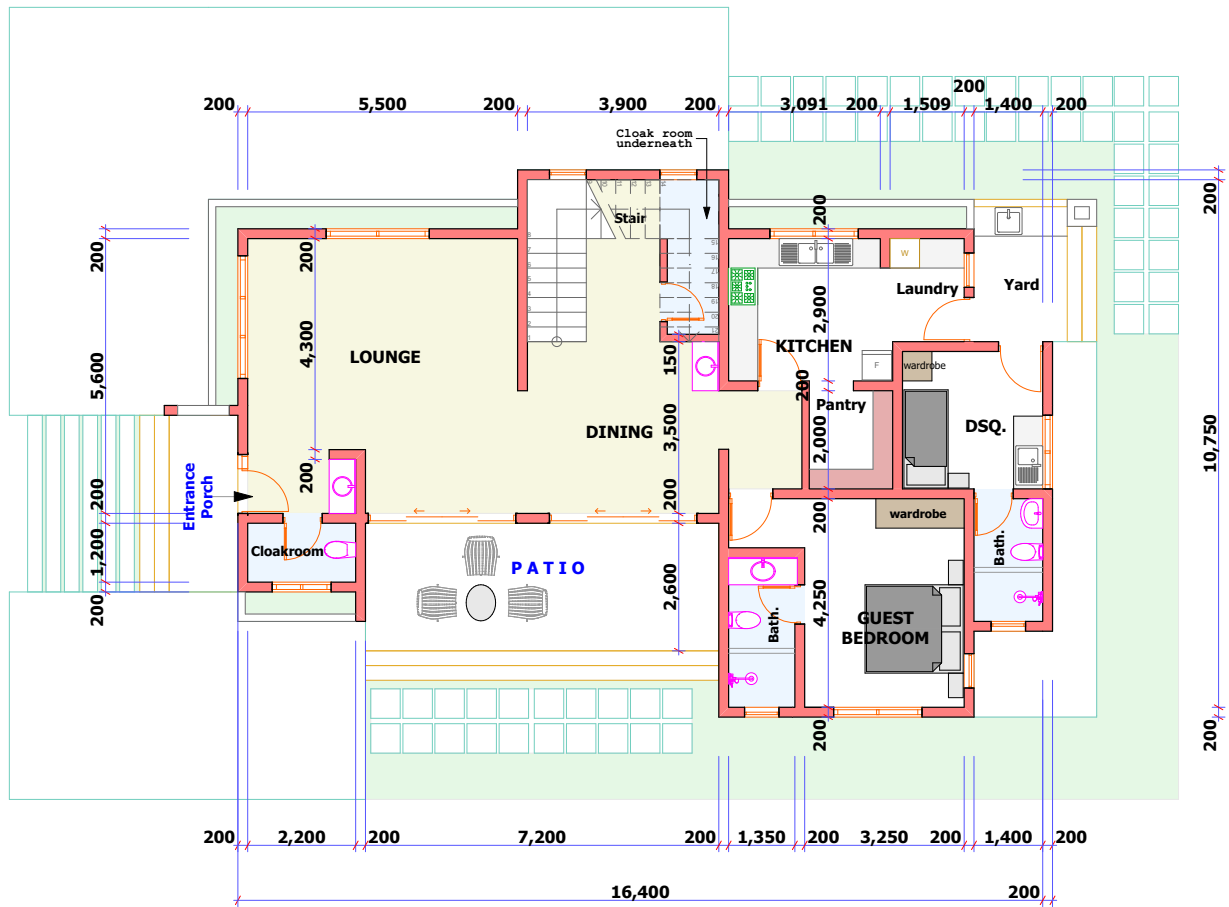 200
200 5,500 200 3,900 200 3,091 200 1,509 1,400 200
Cloak room
underneath
Stair
200
200
200
200
W
Laundry
Yard
2,900
4,300
LOUNGE
150
KITCHEN
F
wardrobe
5,600
200
Pantry
DINING
3,500
2,000
DSQ.
10,750
200
Entrance
Porch
200
200
200
wardrobe
Cloakroom
1,200
PATIO
Bath.
200
2,600
4,250
GUEST
BEDROOM
Bath.
200
200
200 2,200 200 7,200 200 1,350 200 3,250 200 1,400 200
16,400 200